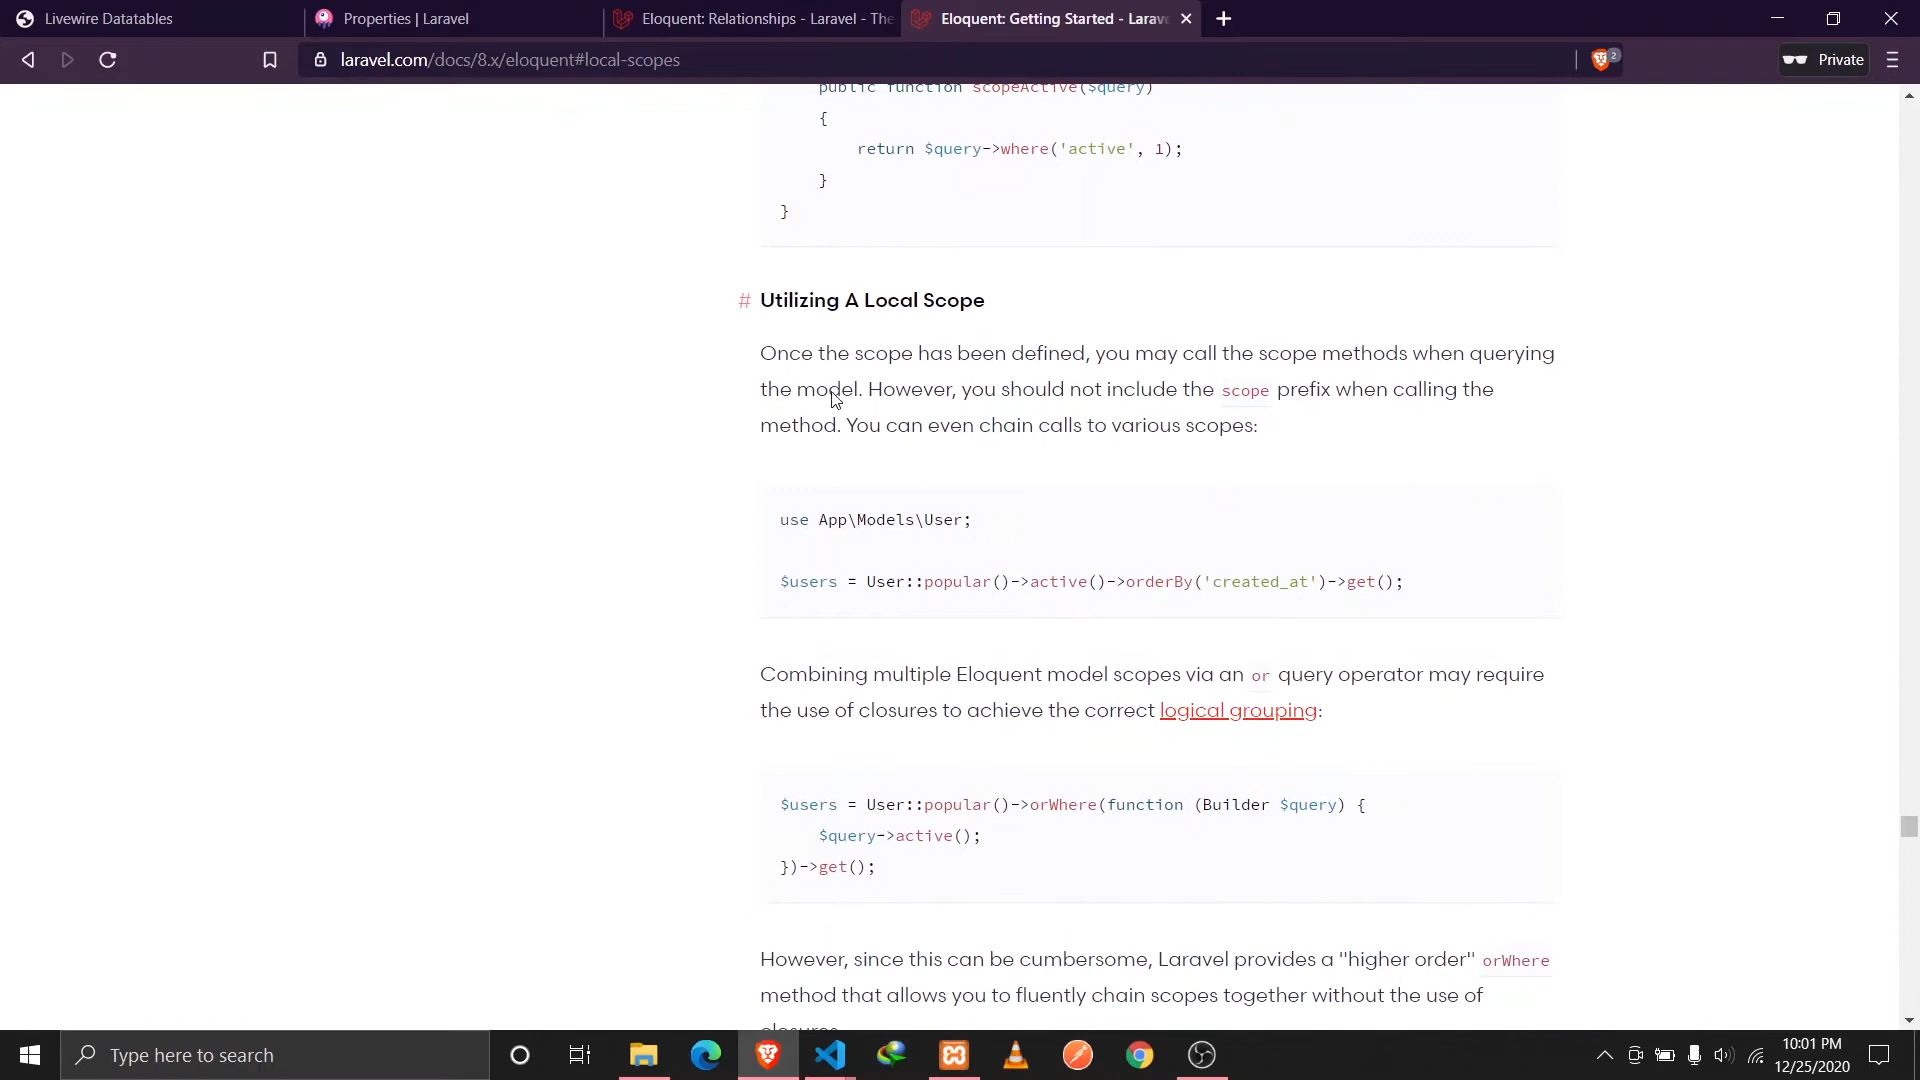 Livewire Datatables
Properties | Laravel
Eloquent: Relationships - Laravel - The
Eloquent: Getting Started - Larave
laravel.com/docs/8.x/eloquent#local-scopes
2
Private
public function scopeActive($query)
{
return $query->where('active', 1);
}
}
# Utilizing A Local Scope
Once the scope has been defined, you may call the scope methods when querying
the model. However, you should not include the scope prefix when calling the
method. You can even chain calls to various scopes:
use App\Models\User;
$users = User::popular()->active()->orderBy('created_at')->get();
Combining multiple Eloquent model scopes via an or query operator may require
the use of closures to achieve the correct logical grouping:
$users = User::popular()->orWhere(function (Builder $query) {
$query->active();
})->get();
However, since this can be cumbersome, Laravel provides a "higher order" orWhere
method that allows you to fluently chain scopes together without the use of
closures
Type here to search
10:01 PM
12/25/2020